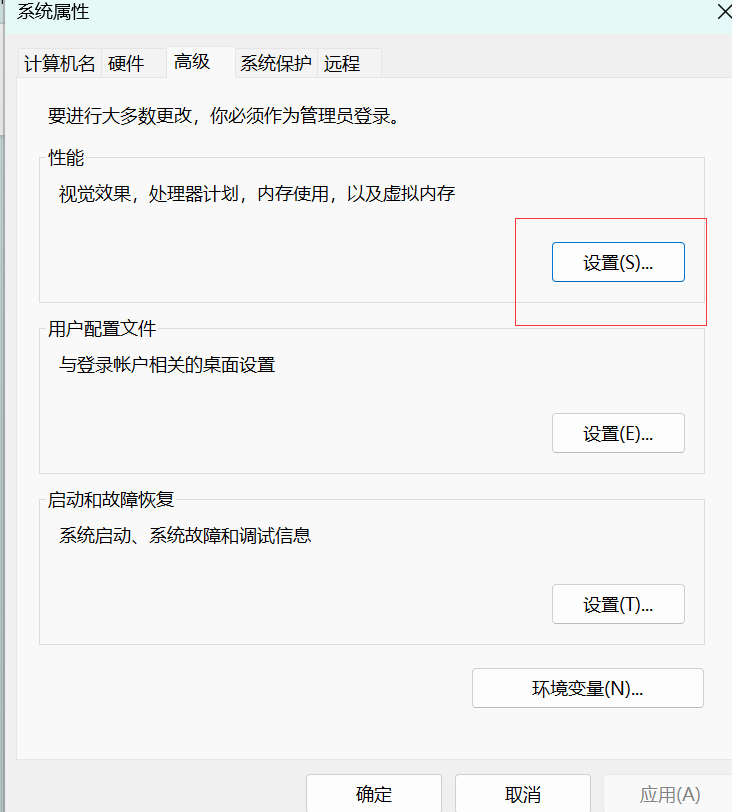 系统属性
计算机名 硬件 高级 系统保护 远程
要进行大多数更改，你必须作为管理员登录。
性能
视觉效果，处理器计划，内存使用，以及虚拟内存
设置(S)...
用户配置文件
与登录帐户相关的桌面设置
设置(E)...
启动和故障恢复
系统启动、系统故障和调试信息
设置(T)...
环境变量(N)...
确定 取消 应用(A)